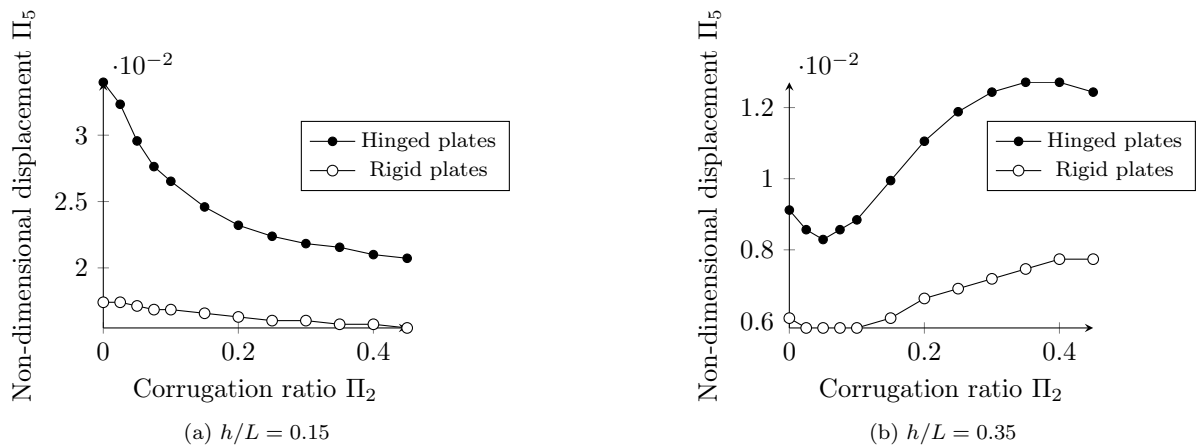 Non-dimensional displacement Π5
·10−2
3
2.5
2
0
0.2
0.4
Corrugation ratio Π2
Hinged plates
Rigid plates
(a) h/L = 0.15
Non-dimensional displacement Π5
·10−2
1.2
1
0.8
0.6
0
0.2
0.4
Corrugation ratio Π2
Hinged plates
Rigid plates
(b) h/L = 0.35